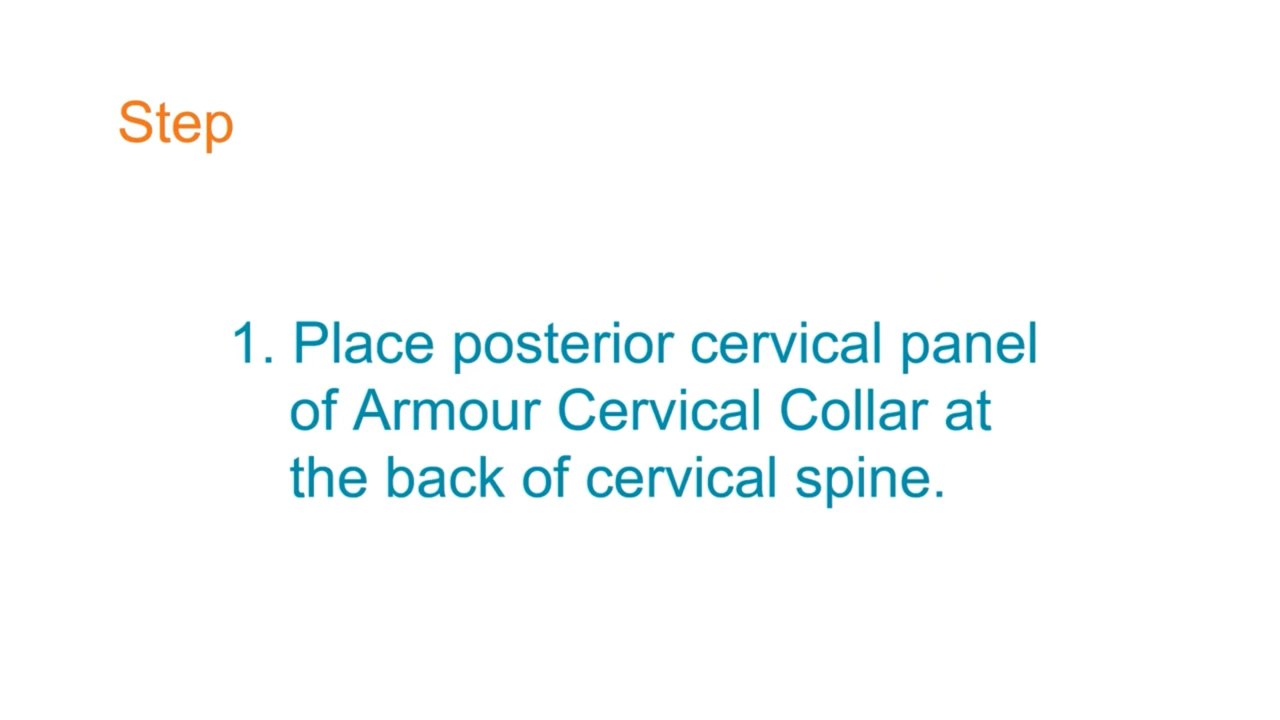 Step
1. Place posterior cervical panel
of Armour Cervical Collar at
the back of cervical spine.